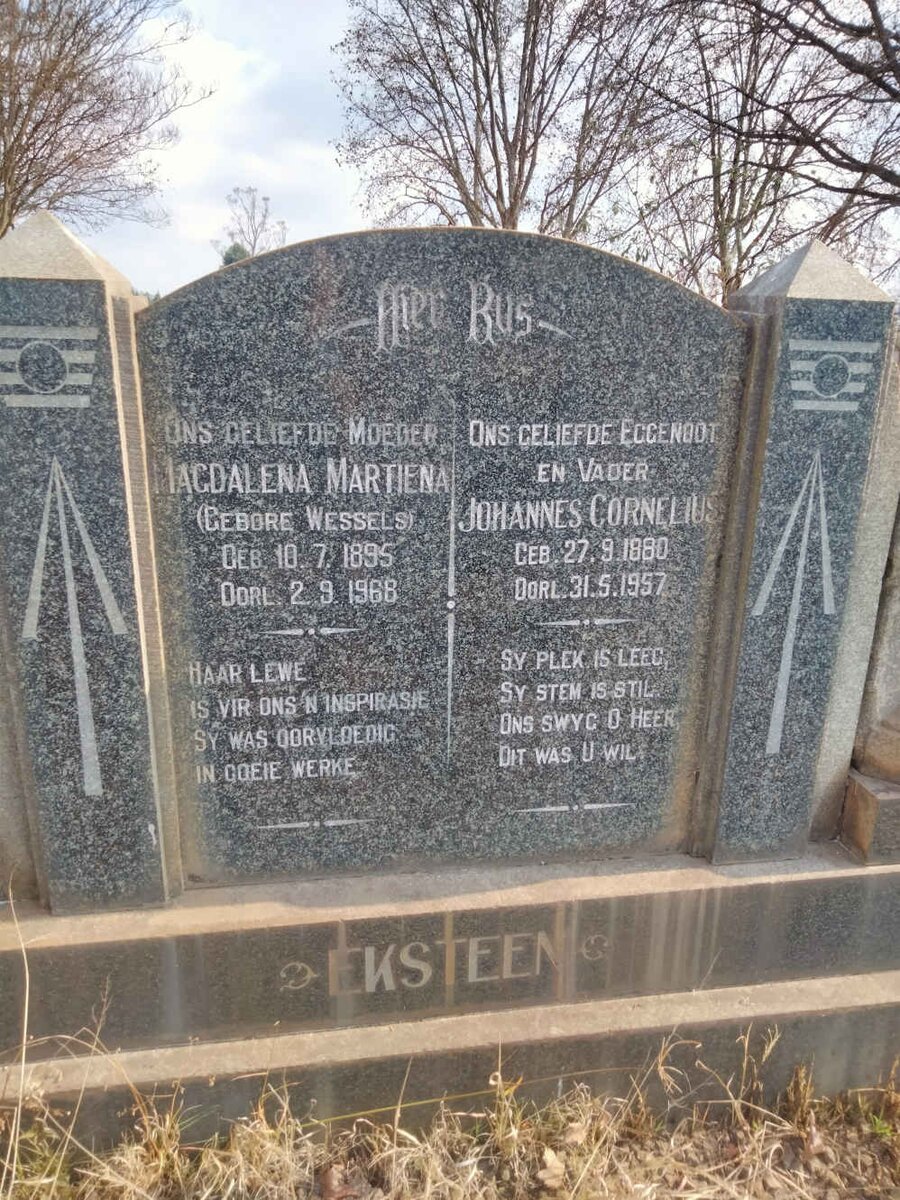 Hier Rus
Ons geliefde Moeder
Magdalena Martiena
(Gebore Wessels)
Geb. 10.7.1895
Oorl. 2.9.1968
Haar lewe
is vir ons 'n inspirasie
Sy was oorvloedig
in goeie werke.
Ons geliefde Eggenoot
en Vader
Johannes Cornelius
Geb. 27.9.1880
Oorl. 31.5.1957
Sy plek is leeg,
Sy stem is stil.
Ons swyg O Heer
Dit was U wil
EKSTEEN